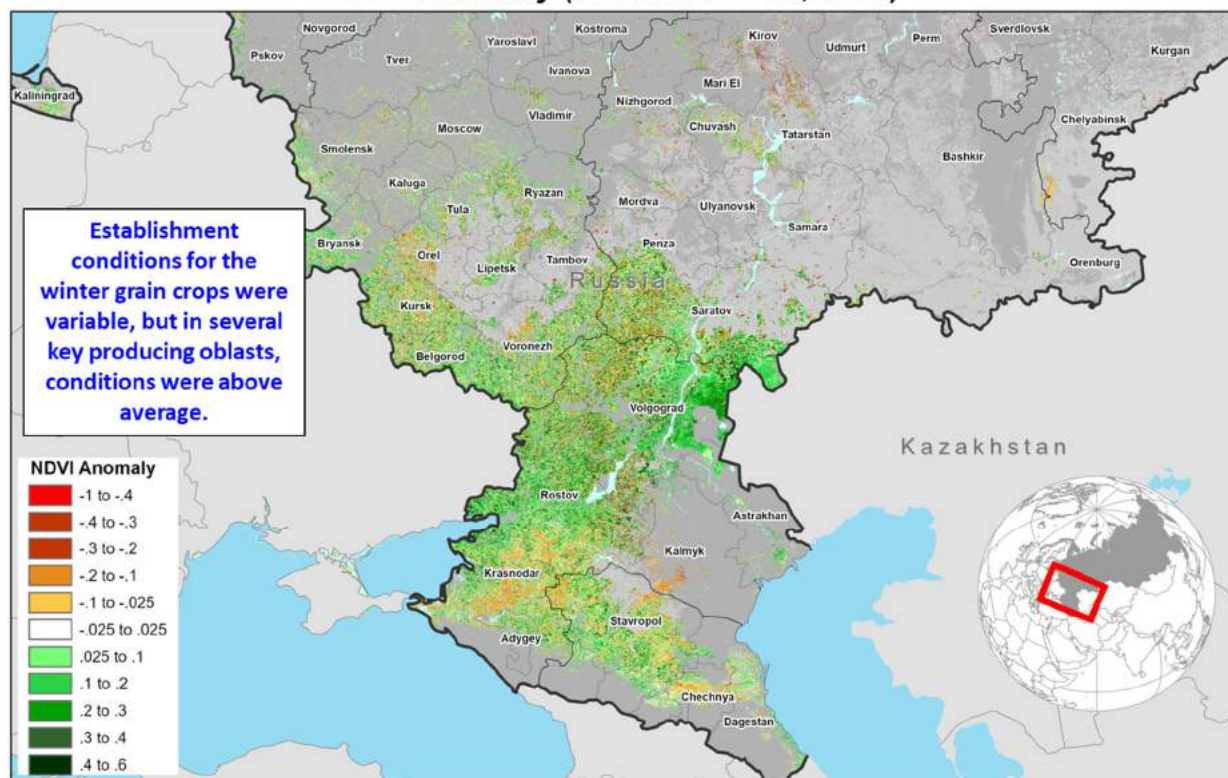 Novgorod
Kostroma
Kirov
Perm
Sverdlovsk
Pskov
Tver
Yaroslavl
Udmurt
Kurgan
Ivanova
Mari El
Kaliningrad
Nizhgorod
Vladimir
Chuvash
Chelyabinsk
Moscow
Tatarstan
Smolensk
Bashkir
Kaluga
Ryazan
Mordva
Ulyanovsk
Tula
Samara
Establishment
conditions for the
winter grain crops were
variable, but in several
key producing oblasts,
conditions were above
average.
Bryansk
Orel
Penza
Lipetsk
Tambov
Orenburg
Russia
Kursk
Saratov
Voronezh
Belgorod
Volgograd
Kazakhstan
NDVI Anomaly
-1 to -.4
-.4 to -.3
-.3 to -.2
-.2 to -.1
-.1 to -.025
-.025 to .025
.025 to .1
.1 to .2
.2 to .3
.3 to .4
.4 to .6
Rostov
Astrakhan
Kalmyk
Krasnodar
Stavropol
Adygey
Chechnya
Dagestan